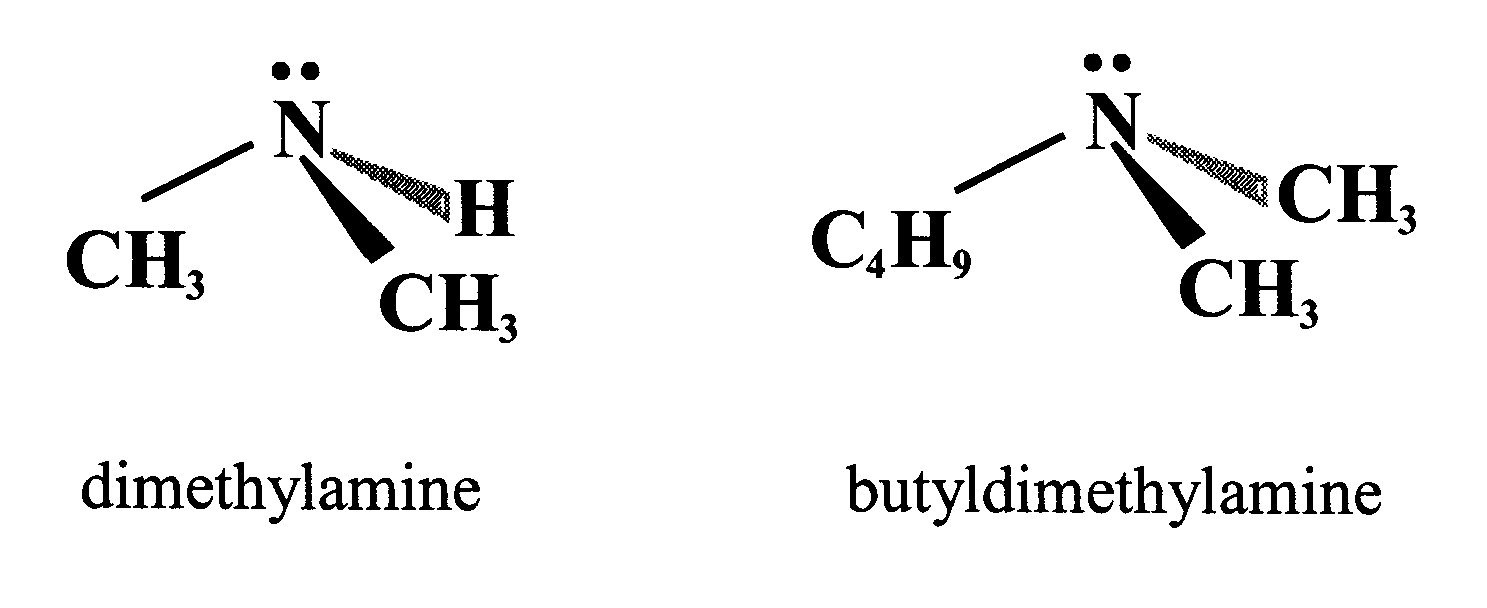 N N
CH₃ H C₄H₉ CH₃
CH₃ CH₃
dimethylamine butyldimethylamine